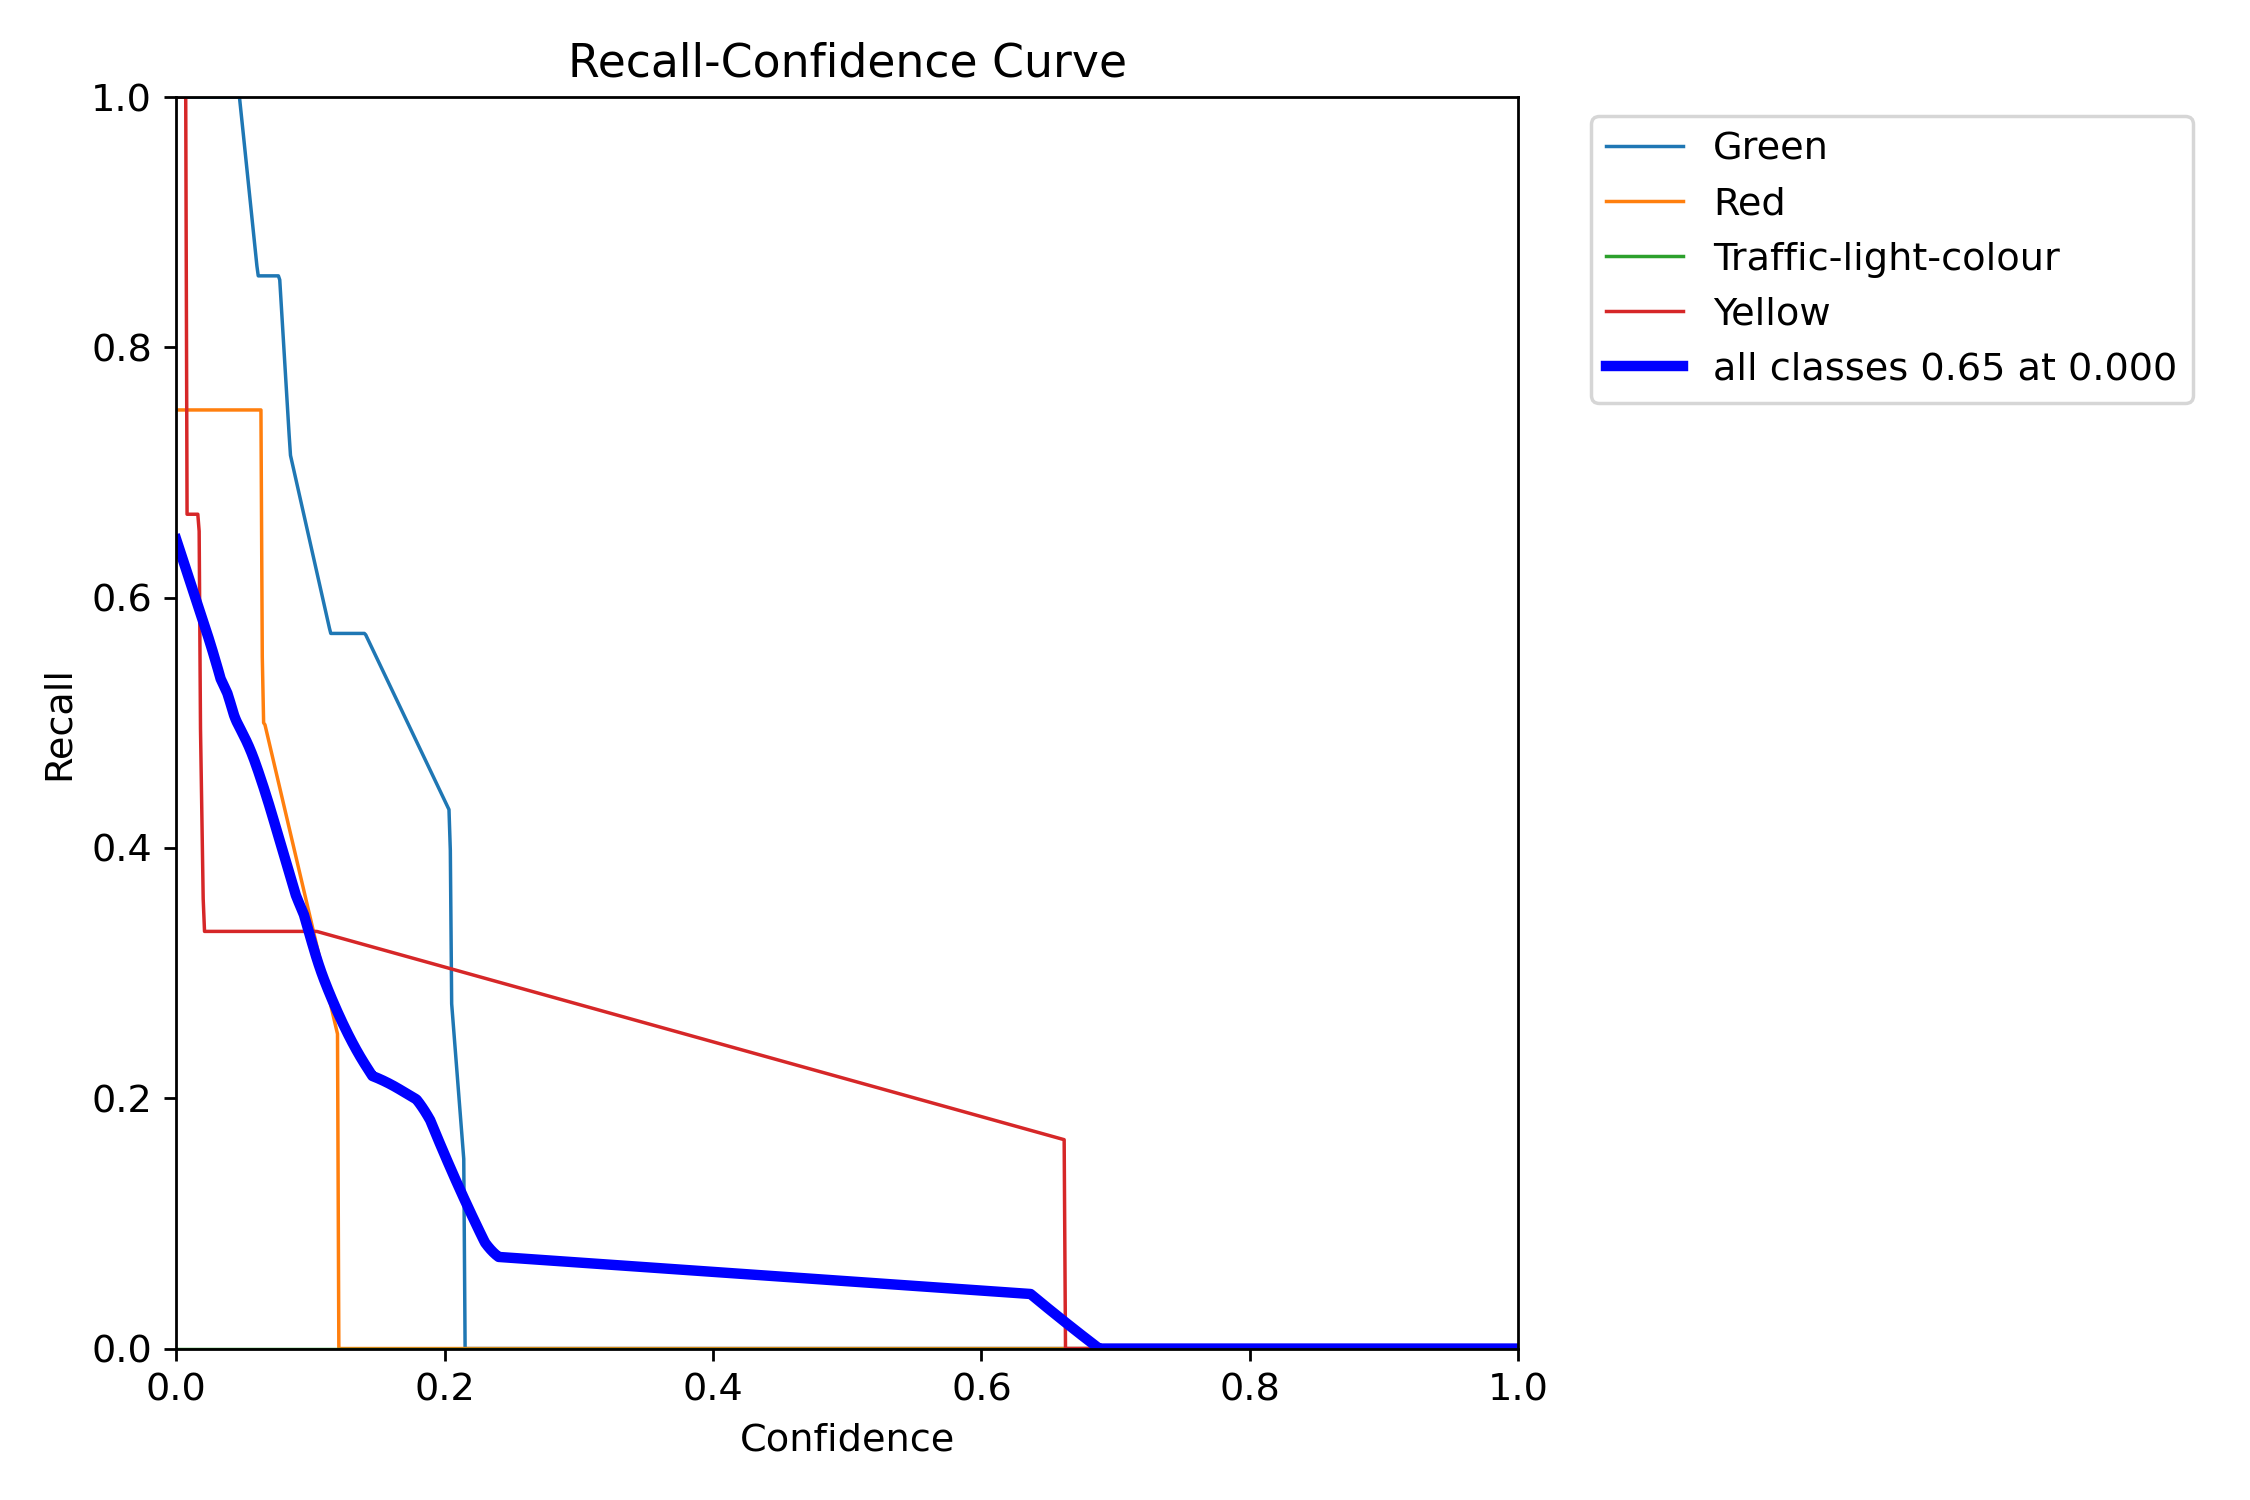 Recall-Confidence Curve
1.0
0.8
0.6
0.4
0.2
0.0
Recall
0.0 0.2 0.4 0.6 0.8 1.0
Confidence
Green
Red
Traffic-light-colour
Yellow
all classes 0.65 at 0.000